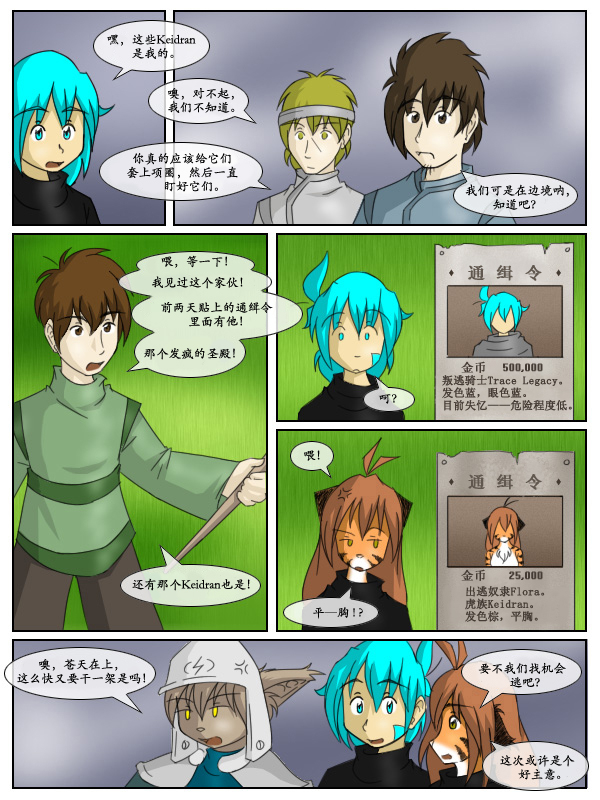 嘿，这些Keidran
是我的。
噢，对不起，
我们不知道。
你真的应该给它们
套上项圈，然后一直
盯好它们。
我们可是在边境呐，
知道吧？
喂，等一下！
我见过这个家伙！
前两天贴上的通缉令
里面有他！
那个发疯的圣殿！
还有那个Keidran也是！
呵？
通缉令
金币 500,000
叛逃骑士Trace Legacy。
发色蓝，眼色蓝。
目前失忆——危险程度低。
喂！
平—胸！？
通缉令
金币 25,000
出逃奴隶Flora。
虎族Keidran。
发色棕，平胸。
噢，苍天在上，
这么快又要干一架是吗！
要不我们找机会
逃吧？
这次或许是个
好主意。